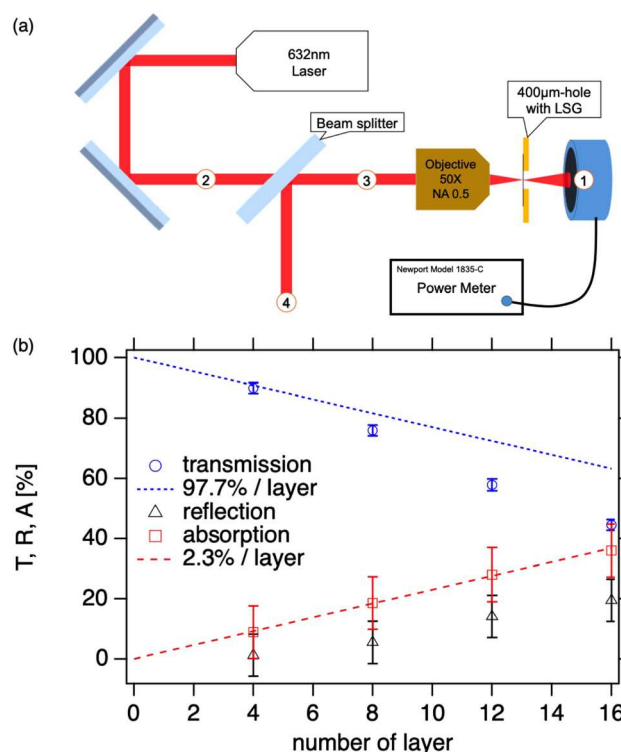 (a)
632nm
Laser
Beam splitter
400µm-hole
with LSG
2
3
Objective
50X
NA 0.5
1
Newport Model 1835-C
Power Meter
4
(b)
100
80
60
40
20
0
T, R, A [%]
transmission
97.7% / layer
reflection
absorption
2.3% / layer
0 2 4 6 8 10 12 14 16
number of layer